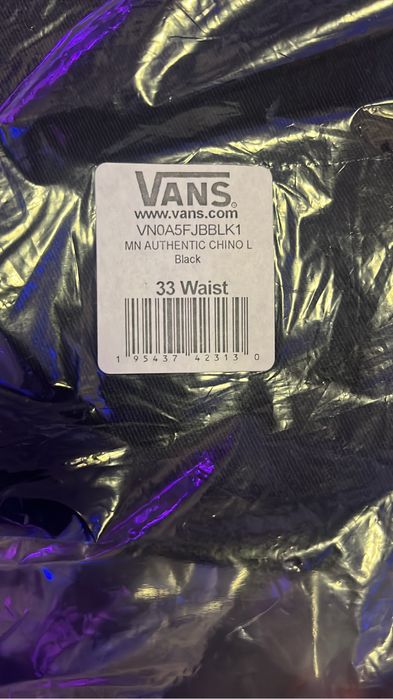 VANS
www.vans.com
VN0A5FJBBLK1
MN AUTHENTIC CHINO L
Black
33 Waist
1 95437 42313 0